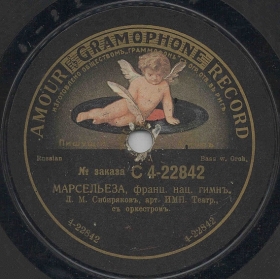 AMOUR GRAMOPHONE RECORD
Russian
Bass w. Orch.
№ заказа C 4-22842
МАРСЕЛЬЕЗА, франц. нац. гимнъ,
Л. М. Сибиряковъ, арт. ИМП. Театр.,
съ оркестромъ.
4-22842
4-22842